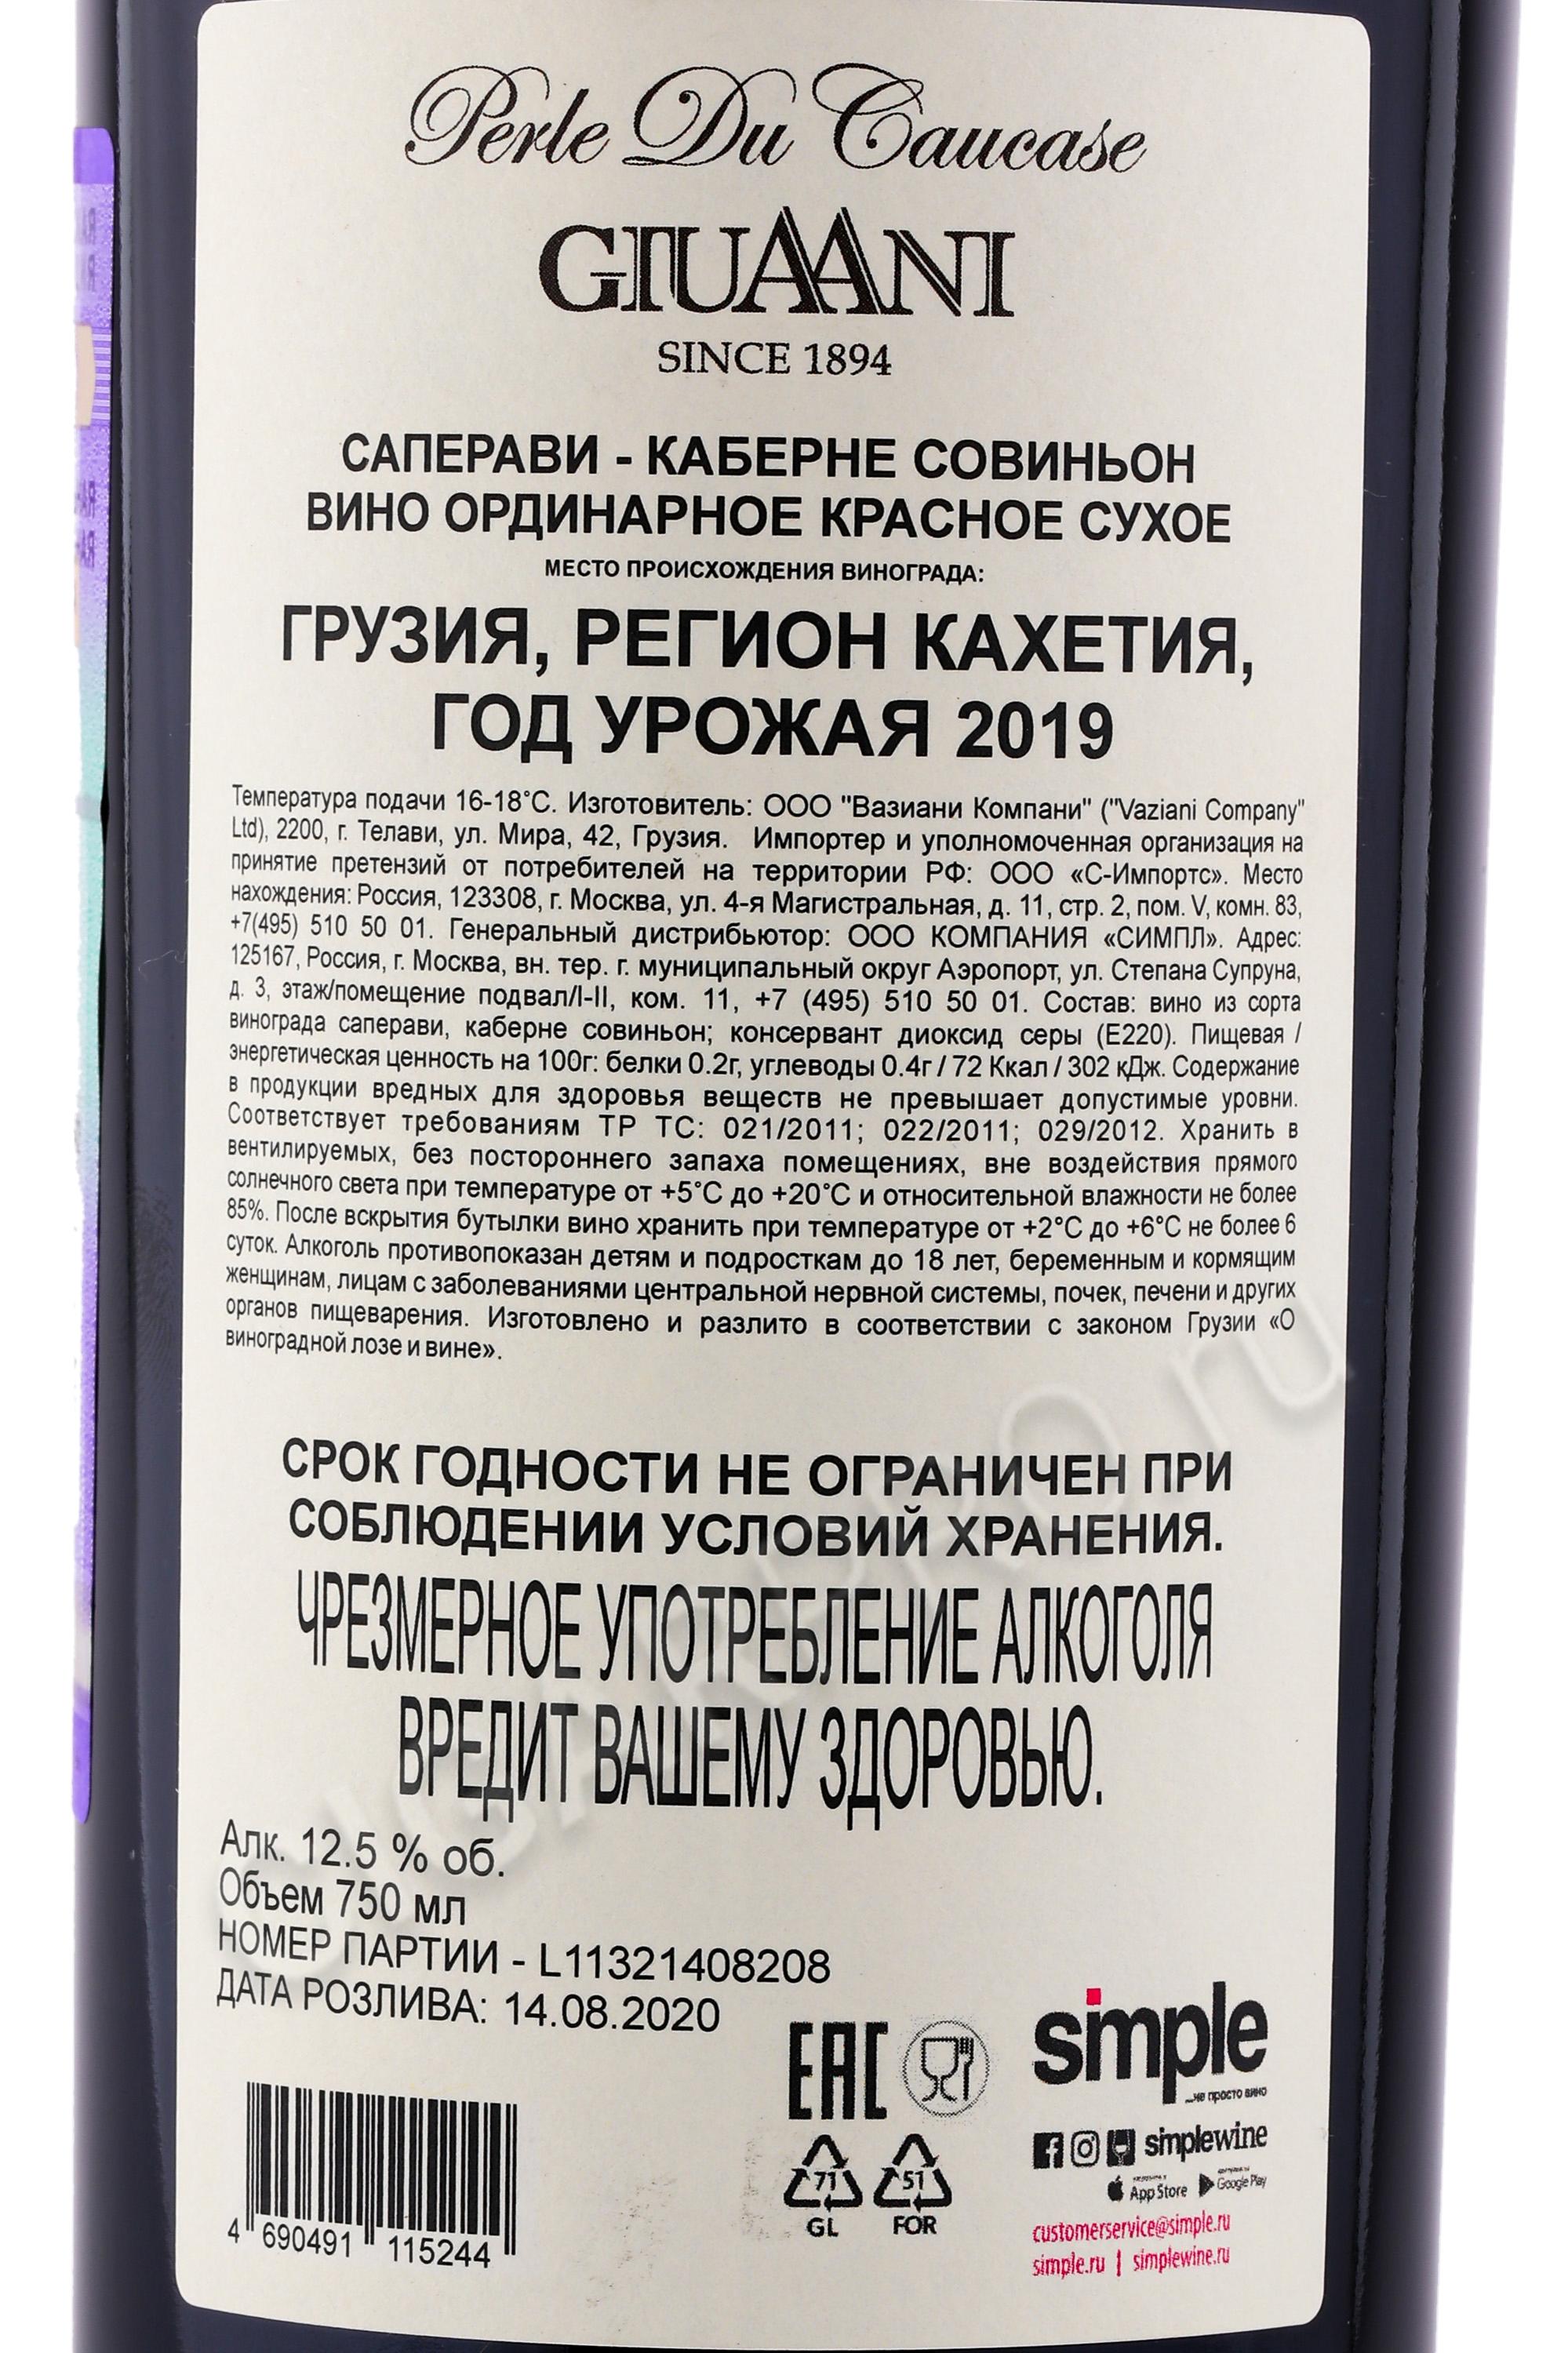 Perle Du Caucase
GIUAANI
SINCE 1894
САПЕРАВИ - КАБЕРНЕ СОВИНЬОН
ВИНО ОРДИНАРНОЕ КРАСНОЕ СУХОЕ
МЕСТО ПРОИСХОЖДЕНИЯ ВИНОГРАДА:
ГРУЗИЯ, РЕГИОН КАХЕТИЯ,
ГОД УРОЖАЯ 2019
Температура подачи 16-18°С. Изготовитель: ООО "Вазиани Компани" ("Vaziani Company"
Ltd), 2200, г. Телави, ул. Мира, 42, Грузия. Импортер и уполномоченная организация на
принятие претензий от потребителей на территории РФ: ООО «С-Импортс». Место
нахождения: Россия, 123308, г. Москва, ул. 4-я Магистральная, д. 11, стр. 2, пом. V, комн. 83,
+7(495) 510 50 01. Генеральный дистрибьютор: ООО КОМПАНИЯ «СИМПЛ». Адрес:
125167, Россия, г. Москва, вн. тер. г. муниципальный округ Аэропорт, ул. Степана Супруна,
д. 3, этаж/помещение подвал/I-II, ком. 11, +7 (495) 510 50 01. Состав: вино из сорта
винограда саперави, каберне совиньон; консервант диоксид серы (Е220). Пищевая /
энергетическая ценность на 100г: белки 0.2г, углеводы 0.4г / 72 Ккал / 302 кДж. Содержание
в продукции вредных для здоровья веществ не превышает допустимые уровни.
Соответствует требованиям ТР ТС: 021/2011; 022/2011; 029/2012. Хранить в
вентилируемых, без постороннего запаха помещениях, вне воздействия прямого
солнечного света при температуре от +5°С до +20°С и относительной влажности не более
85%. После вскрытия бутылки вино хранить при температуре от +2°С до +6°С не более 6
суток. Алкоголь противопоказан детям и подросткам до 18 лет, беременным и кормящим
женщинам, лицам с заболеваниями центральной нервной системы, почек, печени и других
органов пищеварения. Изготовлено и разлито в соответствии с законом Грузии «О
виноградной лозе и вине».
СРОК ГОДНОСТИ НЕ ОГРАНИЧЕН ПРИ
СОБЛЮДЕНИИ УСЛОВИЙ ХРАНЕНИЯ.
ЧРЕЗМЕРНОЕ УПОТРЕБЛЕНИЕ АЛКОГОЛЯ
ВРЕДИТ ВАШЕМУ ЗДОРОВЬЮ.
Алк. 12.5 % об.
Объем 750 мл
НОМЕР ПАРТИИ - L11321408208
ДАТА РОЗЛИВА: 14.08.2020
EAC
71
GL
51
FOR
4 690491 115244
simple
...не просто вино
simplewine
App Store
Google Play
customerservice@simple.ru
simple.ru | simplewine.ru